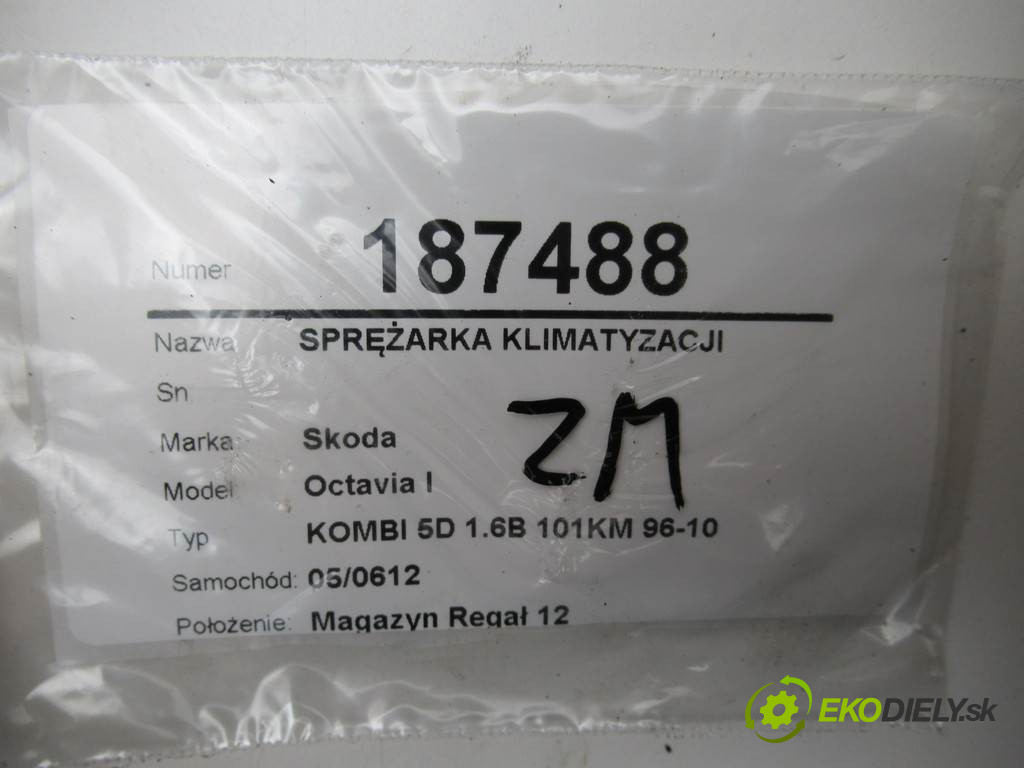 Numer 187488
Nazwa SPRĘŻARKA KLIMATYZACJI
Sn
Marka: Skoda
Model Octavia I
ZM
Typ KOMBI 5D 1.6B 101KM 96-10
Samochód: 05/0612
Położenie: Magazyn Regał 12
EKODIELY.sk